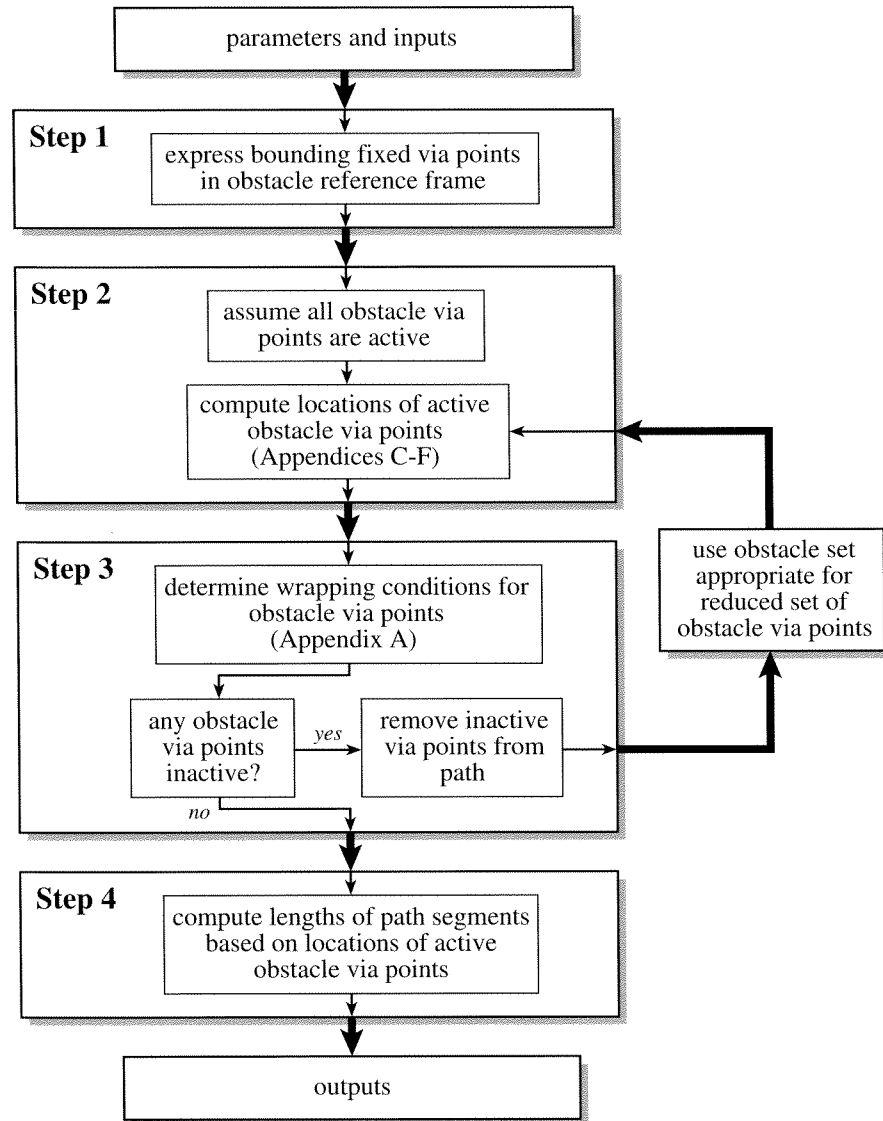 parameters and inputs
Step 1
express bounding fixed via points
in obstacle reference frame
Step 2
assume all obstacle via
points are active
compute locations of active
obstacle via points
(Appendices C-F)
Step 3
determine wrapping conditions for
obstacle via points
(Appendix A)
any obstacle
via points
inactive?
yes
remove inactive
via points from
path
no
use obstacle set
appropriate for
reduced set of
obstacle via points
Step 4
compute lengths of path segments
based on locations of active
obstacle via points
outputs